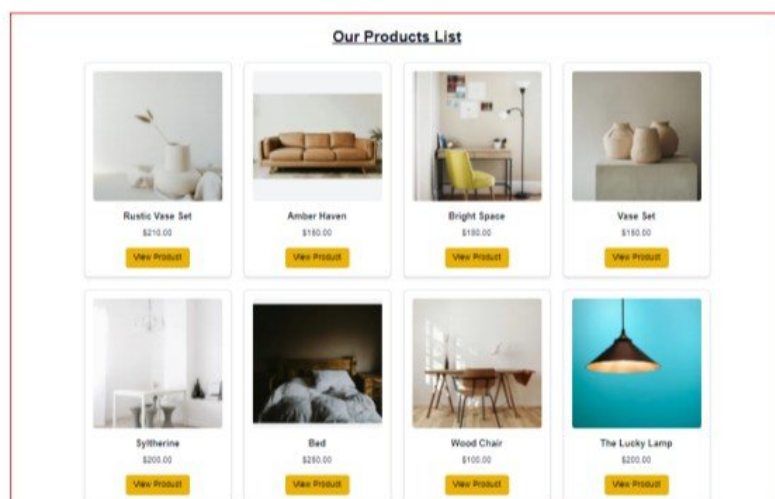 Our Products List
Rustic Vase Set
$210.00
View Product
Amber Haven
$150.00
View Product
Bright Space
$180.00
View Product
Vase Set
$150.00
View Product
Syltherine
$200.00
View Product
Bed
$250.00
View Product
Wood Chair
$100.00
View Product
The Lucky Lamp
$200.00
View Product